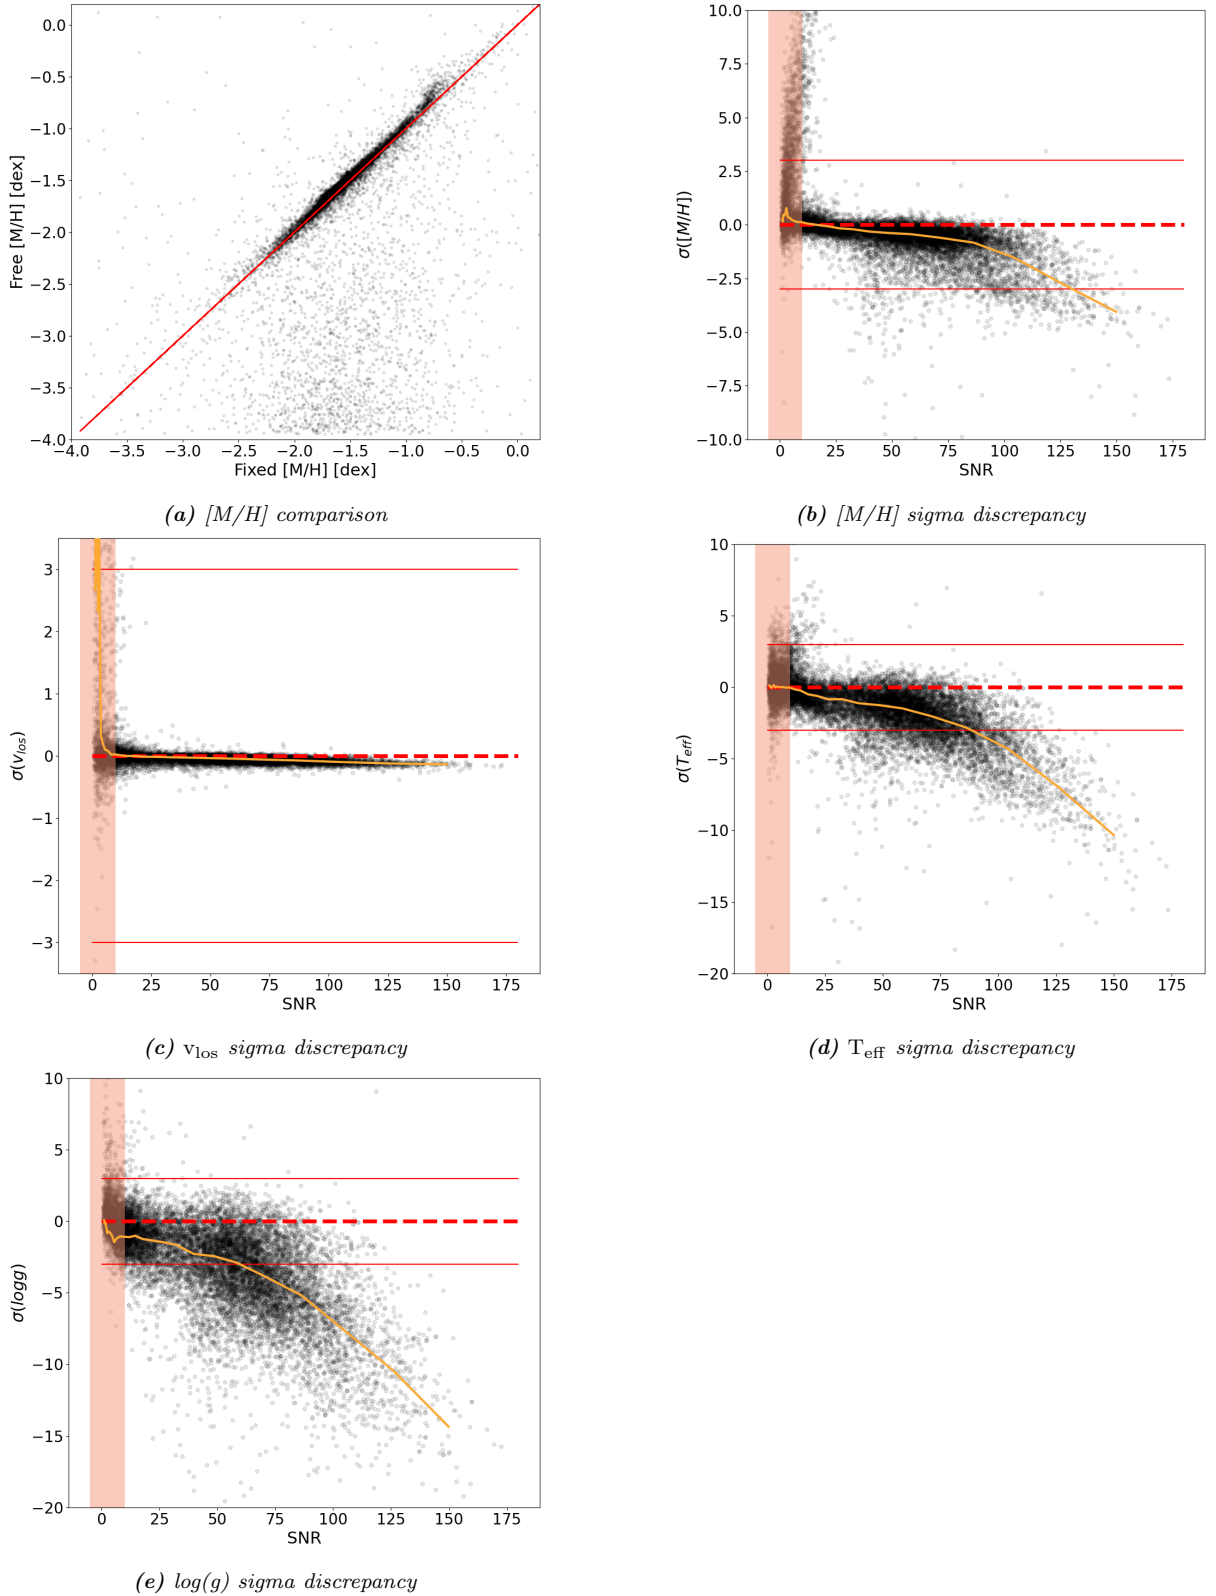 0.0
−0.5
−1.0
−1.5
−2.0
−2.5
−3.0
−3.5
−4.0
Free [M/H] [dex]
−4.0 −3.5 −3.0 −2.5 −2.0 −1.5 −1.0 −0.5 0.0
Fixed [M/H] [dex]
(a) [M/H] comparison
10.0
7.5
5.0
2.5
0.0
−2.5
−5.0
−7.5
−10.0
σ([M/H])
0 25 50 75 100 125 150 175
SNR
(b) [M/H] sigma discrepancy
3
2
1
0
−1
−2
−3
σ(v_los)
0 25 50 75 100 125 150 175
SNR
(c) v_los sigma discrepancy
10
5
0
−5
−10
−15
−20
σ(T_eff)
0 25 50 75 100 125 150 175
SNR
(d) T_eff sigma discrepancy
10
5
0
−5
−10
−15
−20
σ(logg)
0 25 50 75 100 125 150 175
SNR
(e) log(g) sigma discrepancy